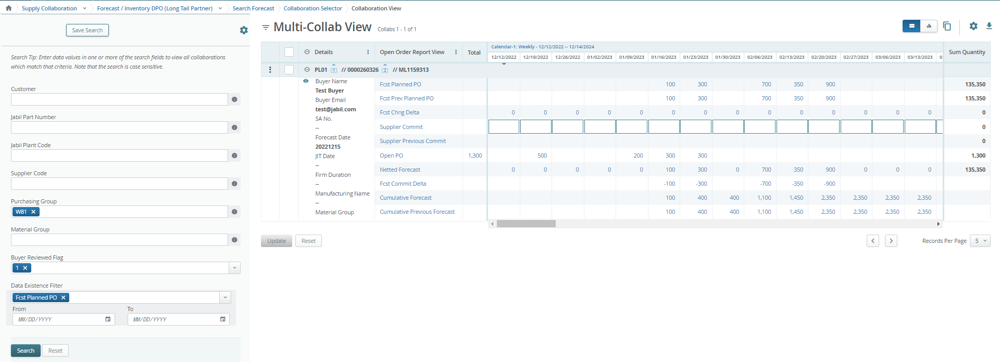 Supply Collaboration Forecast / Inventory DPO (Long Tail Partner) Search Forecast Collaboration Selector Collaboration View
Save Search
Search Tip: Enter data values in one or more of the search fields to view all collaborations
which match that criteria. Note that the search is case sensitive.
Customer
Jabil Part Number
Jabil Plant Code
Supplier Code
Purchasing Group
W81
Material Group
Buyer Reviewed Flag
1
Data Existence Filter
Fcst Planned PO
From To
MM/DD/YYYY MM/DD/YYYY
Search Reset
Multi-Collab View Collabs 1 - 1 of 1
Calendar-1: Weekly - 12/12/2022 -- 12/14/2024
Details Open Order Report View Total Sum Quantity
12/12/2022 12/19/2022 12/26/2022 01/02/2023 01/09/2023 01/16/2023 01/23/2023 01/30/2023 02/06/2023 02/13/2023 02/20/2023 02/27/2023 03/06/2023 03/13/2023 0
PL01 1 // 0000260326 2 // ML1159313
Buyer Name
Test Buyer
Buyer Email
test@jabil.com
SA No.
--
Forecast Date
20221215
JIT Date
--
Firm Duration
--
Manufacturing Name
--
Material Group
Fcst Planned PO 100 300 700 350 900 135,350
Fcst Prev Planned PO 100 300 700 350 900 135,350
Fcst Chng Delta 0 0 0 0 0 0 0 0 0 0 0 0 0 0 0
Supplier Commit 0
Supplier Previous Commit 0
Open PO 1,300 500 200 300 300 1,300
Netted Forecast 0 0 0 0 0 100 300 0 700 350 900 0 0 0 135,350
Fcst Commit Delta -100 -300 -700 -350 -900
Cumulative Forecast 100 400 400 1,100 1,450 2,350 2,350 2,350 2,350
Cumulative Previous Forecast 100 400 400 1,100 1,450 2,350 2,350 2,350 2,350
Update Reset Records Per Page 5